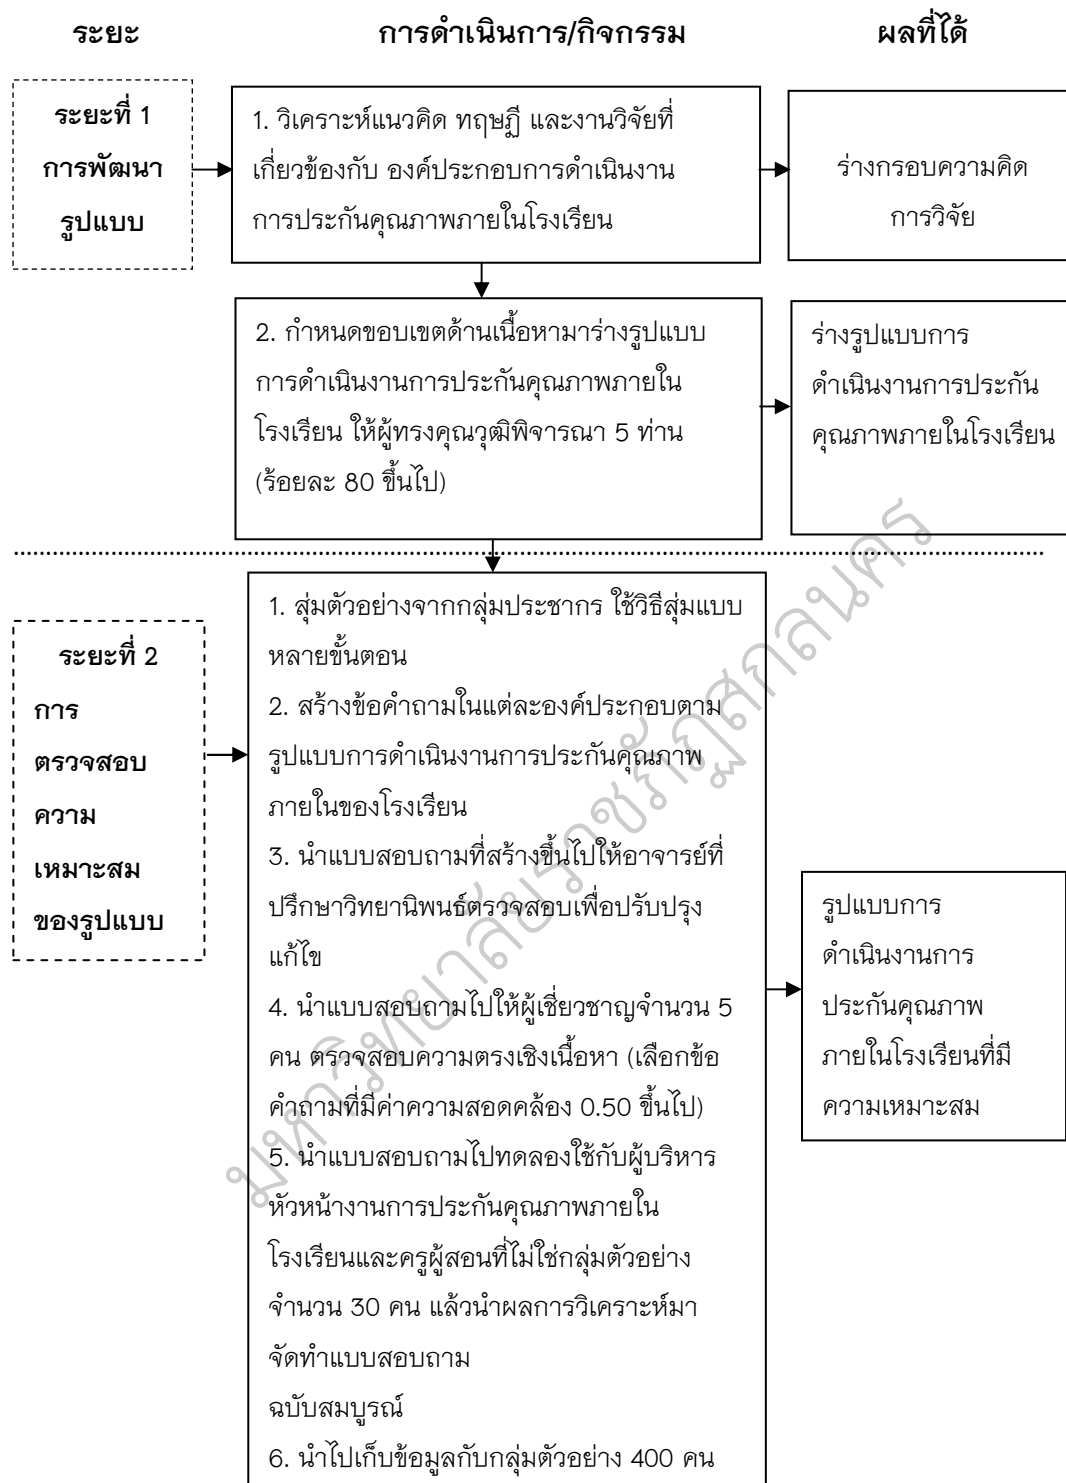 ระยะ
การดำเนินการ/กิจกรรม
ผลที่ได้
ระยะที่ 1
การพัฒนา
รูปแบบ
1. วิเคราะห์แนวคิด ทฤษฏี และงานวิจัยที่
เกี่ยวข้องกับ องค์ประกอบการดำเนินงาน
การประกันคุณภาพภายในโรงเรียน
ร่างกรอบความคิด
การวิจัย
2. กำหนดขอบเขตด้านเนื้อหามาร่างรูปแบบ
การดำเนินงานการประกันคุณภาพภายใน
โรงเรียน ให้ผู้ทรงคุณวุฒิพิจารณา 5 ท่าน
(ร้อยละ 80 ขึ้นไป)
ร่างรูปแบบการ
ดำเนินงานการประกัน
คุณภาพภายในโรงเรียน
ระยะที่ 2
การ
ตรวจสอบ
ความ
เหมาะสม
ของรูปแบบ
1. สุ่มตัวอย่างจากกลุ่มประชากร ใช้วิธีสุ่มแบบ
หลายขั้นตอน
2. สร้างข้อคำถามในแต่ละองค์ประกอบตาม
รูปแบบการดำเนินงานการประกันคุณภาพ
ภายในของโรงเรียน
3. นำแบบสอบถามที่สร้างขึ้นไปให้อาจารย์ที่
ปรึกษาวิทยานิพนธ์ตรวจสอบเพื่อปรับปรุง
แก้ไข
4. นำแบบสอบถามไปให้ผู้เชี่ยวชาญจำนวน 5
คน ตรวจสอบความตรงเชิงเนื้อหา (เลือกข้อ
คำถามที่มีค่าความสอดคล้อง 0.50 ขึ้นไป)
5. นำแบบสอบถามไปทดลองใช้กับผู้บริหาร
หัวหน้างานการประกันคุณภาพภายใน
โรงเรียนและครูผู้สอนที่ไม่ใช่กลุ่มตัวอย่าง
จำนวน 30 คน แล้วนำผลการวิเคราะห์มา
จัดทำแบบสอบถาม
ฉบับสมบูรณ์
6. นำไปเก็บข้อมูลกับกลุ่มตัวอย่าง 400 คน
รูปแบบการ
ดำเนินงานการ
ประกันคุณภาพ
ภายในโรงเรียนที่มี
ความเหมาะสม
มหาวิทยาลัยราชภัฏสกลนคร